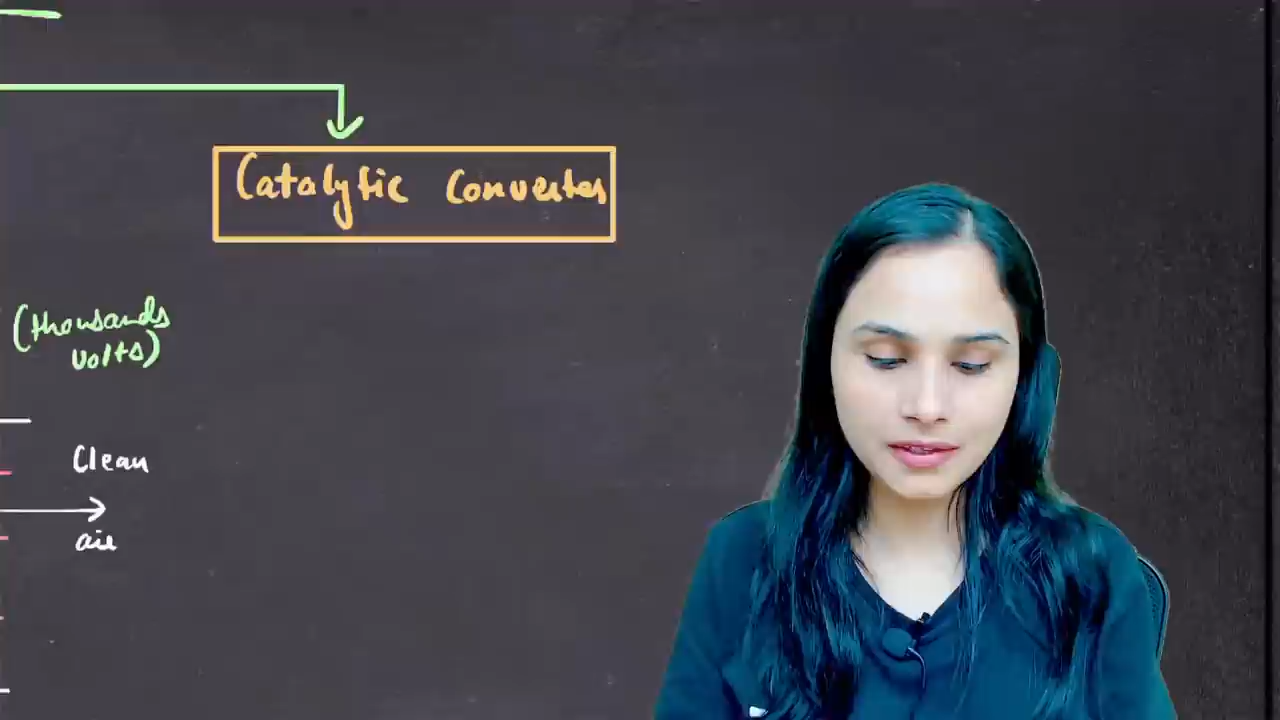 Catalytic Converter
(thousands
volts)
Clean
air